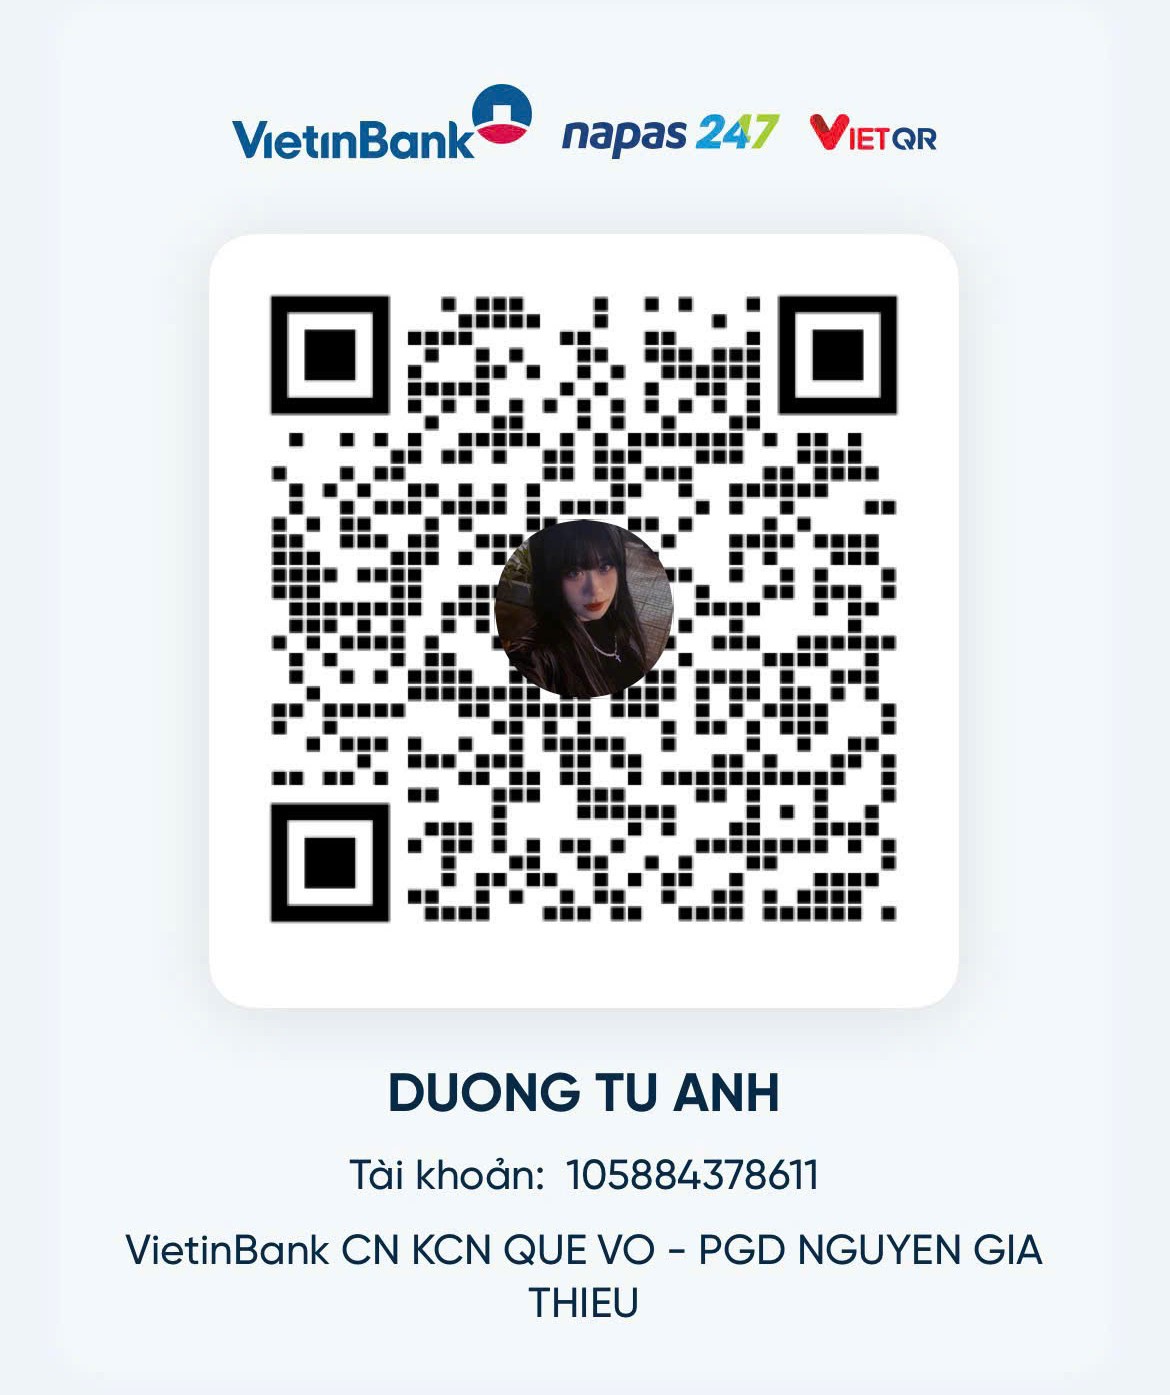 VietinBank napas 247 VIETQR
DUONG TU ANH
Tài khoản: 105884378611
VietinBank CN KCN QUE VO - PGD NGUYEN GIA
THIEU